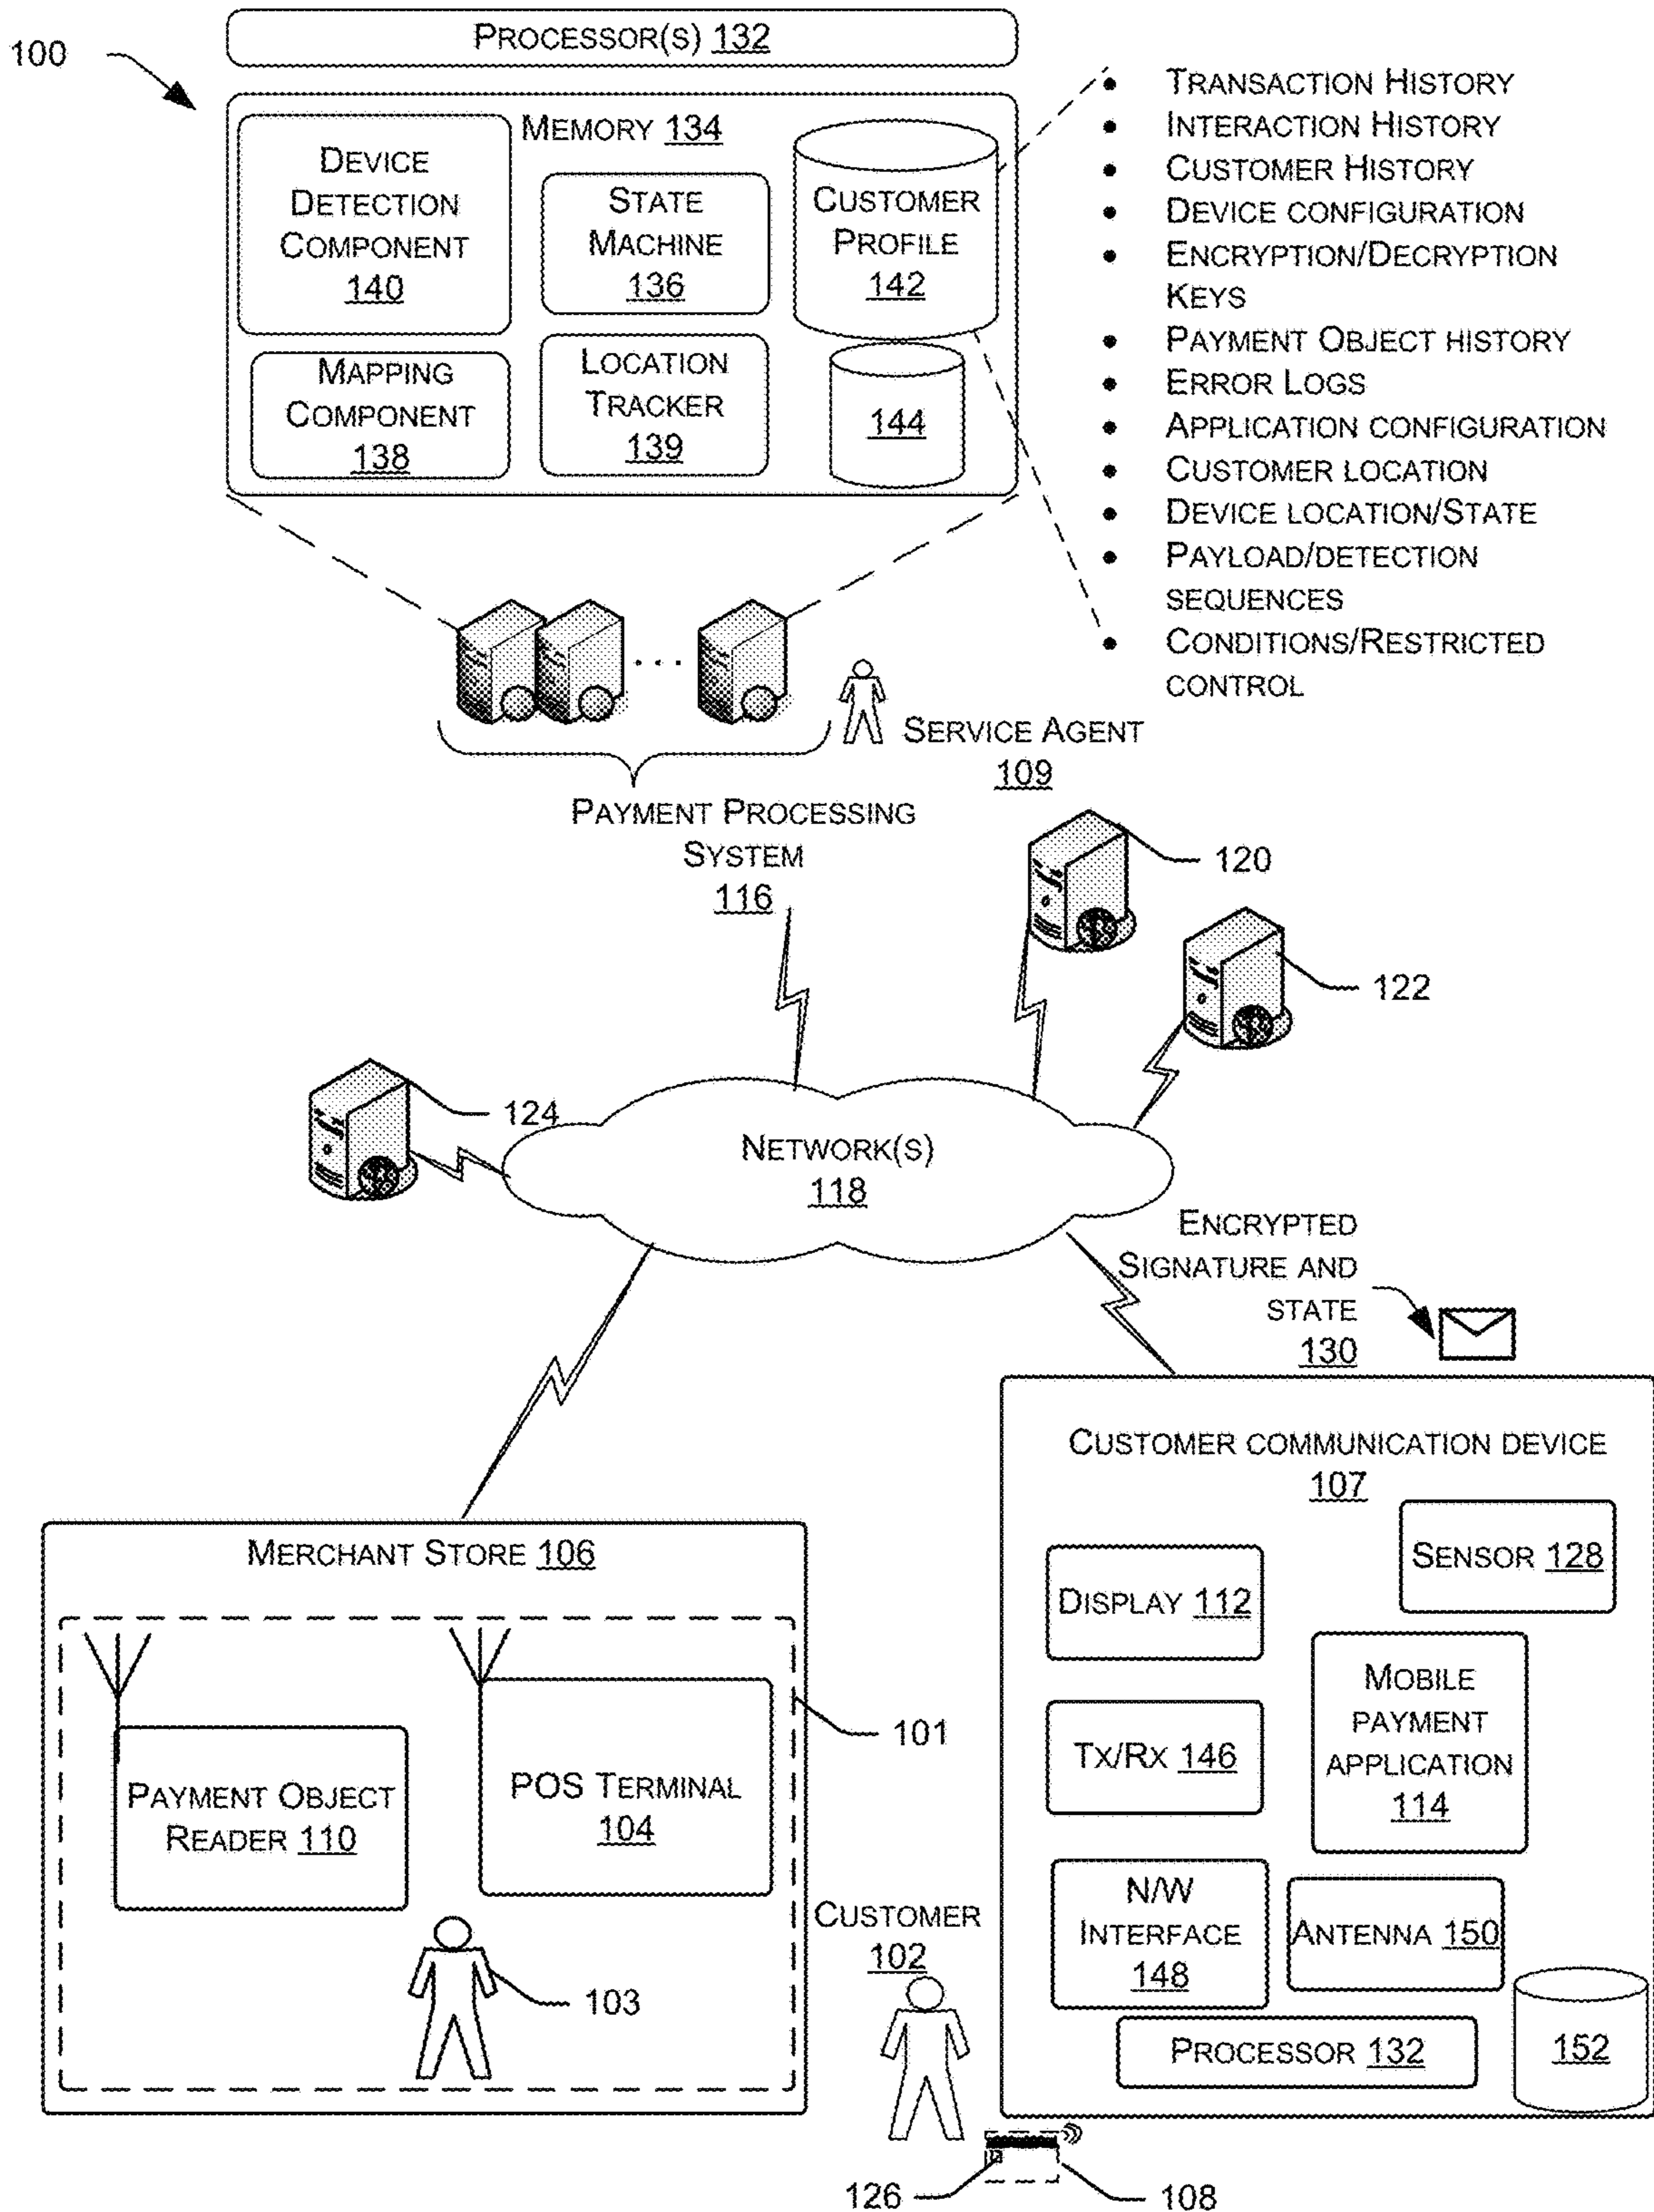 100
PROCESSOR(S) 132
MEMORY 134
DEVICE
DETECTION
COMPONENT
140
STATE
MACHINE
136
CUSTOMER
PROFILE
142
MAPPING
COMPONENT
138
LOCATION
TRACKER
139
144
• TRANSACTION HISTORY
• INTERACTION HISTORY
• CUSTOMER HISTORY
• DEVICE CONFIGURATION
• ENCRYPTION/DECRYPTION
KEYS
• PAYMENT OBJECT HISTORY
• ERROR LOGS
• APPLICATION CONFIGURATION
• CUSTOMER LOCATION
• DEVICE LOCATION/STATE
• PAYLOAD/DETECTION
SEQUENCES
• CONDITIONS/RESTRICTED
CONTROL
...
SERVICE AGENT
109
PAYMENT PROCESSING
SYSTEM
116
120
122
124
NETWORK(S)
118
ENCRYPTED
SIGNATURE AND
STATE
130
MERCHANT STORE 106
101
PAYMENT OBJECT
READER 110
POS TERMINAL
104
103
CUSTOMER
102
126
108
CUSTOMER COMMUNICATION DEVICE
107
SENSOR 128
DISPLAY 112
MOBILE
PAYMENT
APPLICATION
114
TX/RX 146
N/W
INTERFACE
148
ANTENNA 150
PROCESSOR 132
152